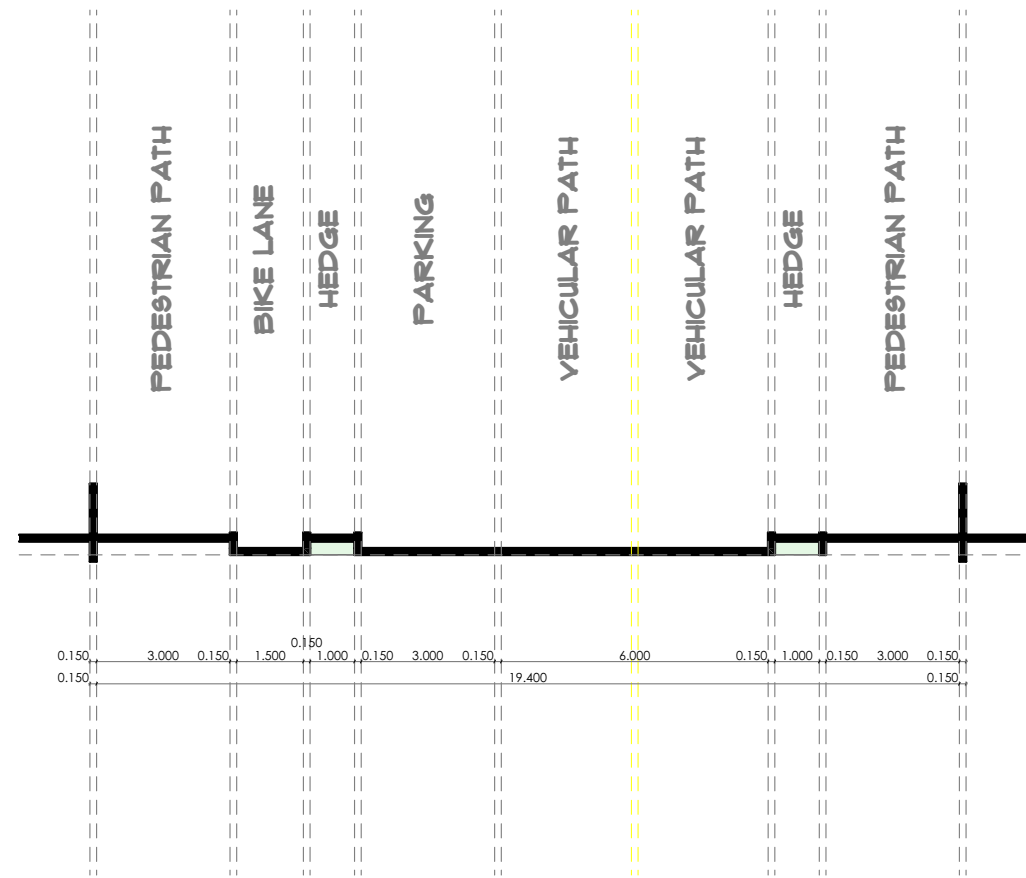 PEDESTRIAN PATH
BIKE LANE
HEDGE
PARKING
VEHICULAR PATH
VEHICULAR PATH
HEDGE
PEDESTRIAN PATH
0.150
0.150 3.000 0.150 1.500 1.000 0.150 3.000 0.150 6.000 0.150 1.000 0.150 3.000 0.150
0.150 19.400 0.150